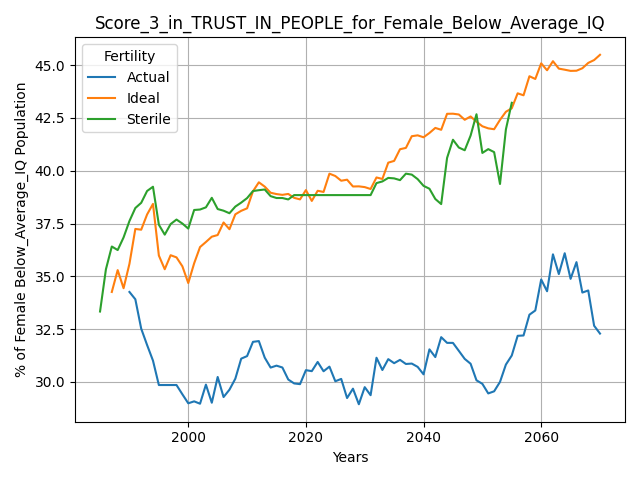 Score_3_in_TRUST_IN_PEOPLE_for_Female_Below_Average_IQ
Fertility
Actual
Ideal
Sterile
% of Female Below_Average_IQ Population
45.0
42.5
40.0
37.5
35.0
32.5
30.0
2000
2020
2040
2060
Years